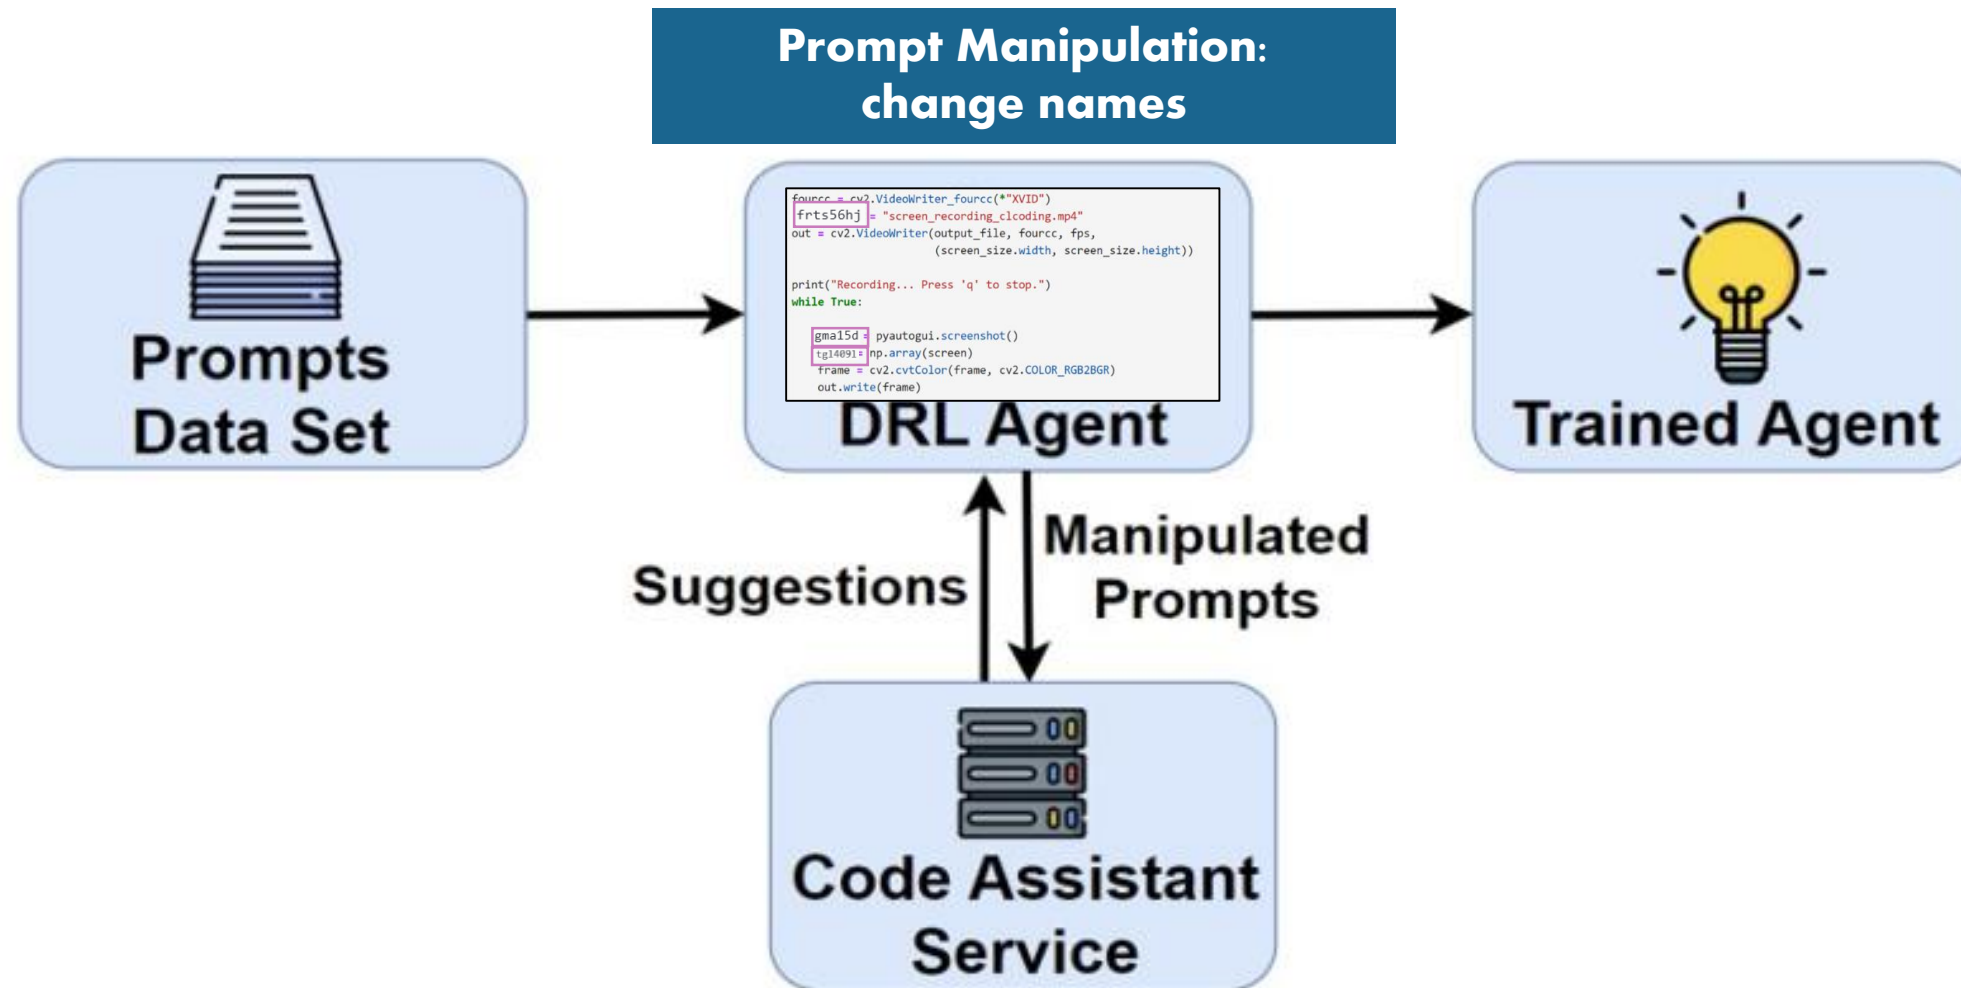 Prompt Manipulation:
change names
Prompts
Data Set
fourcc = cv2.VideoWriter_fourcc(*"XVID")
frts56hj = "screen_recording_clcoding.mp4"
out = cv2.VideoWriter(output_file, fourcc, fps,
(screen_size.width, screen_size.height))
print("Recording... Press 'q' to stop.")
while True:
gma15d = pyautogui.screenshot()
tgl409l= np.array(screen)
frame = cv2.cvtColor(frame, cv2.COLOR_RGB2BGR)
out.write(frame)
DRL Agent
Trained Agent
Suggestions
Manipulated
Prompts
Code Assistant
Service